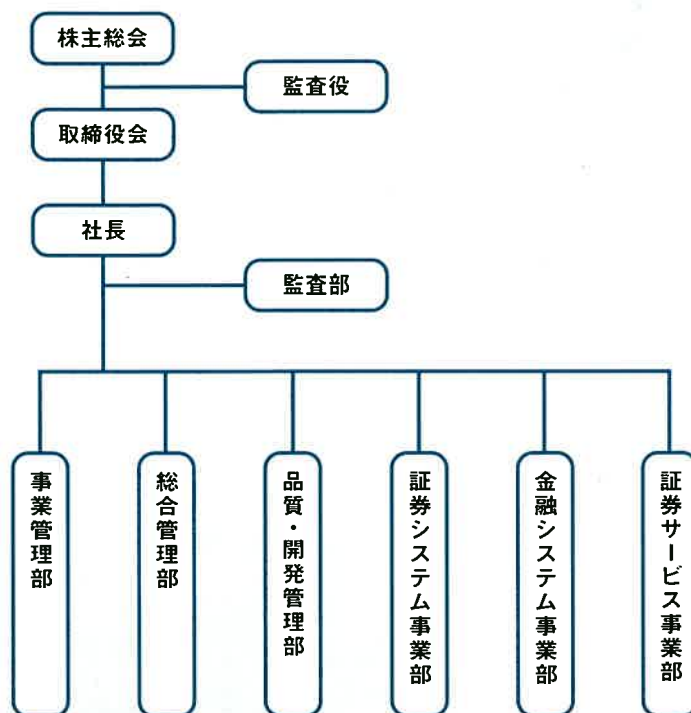 株主総会
監査役
取締役会
社長
監査部
事業管理部
総合管理部
品質・開発管理部
証券システム事業部
金融システム事業部
証券サービス事業部